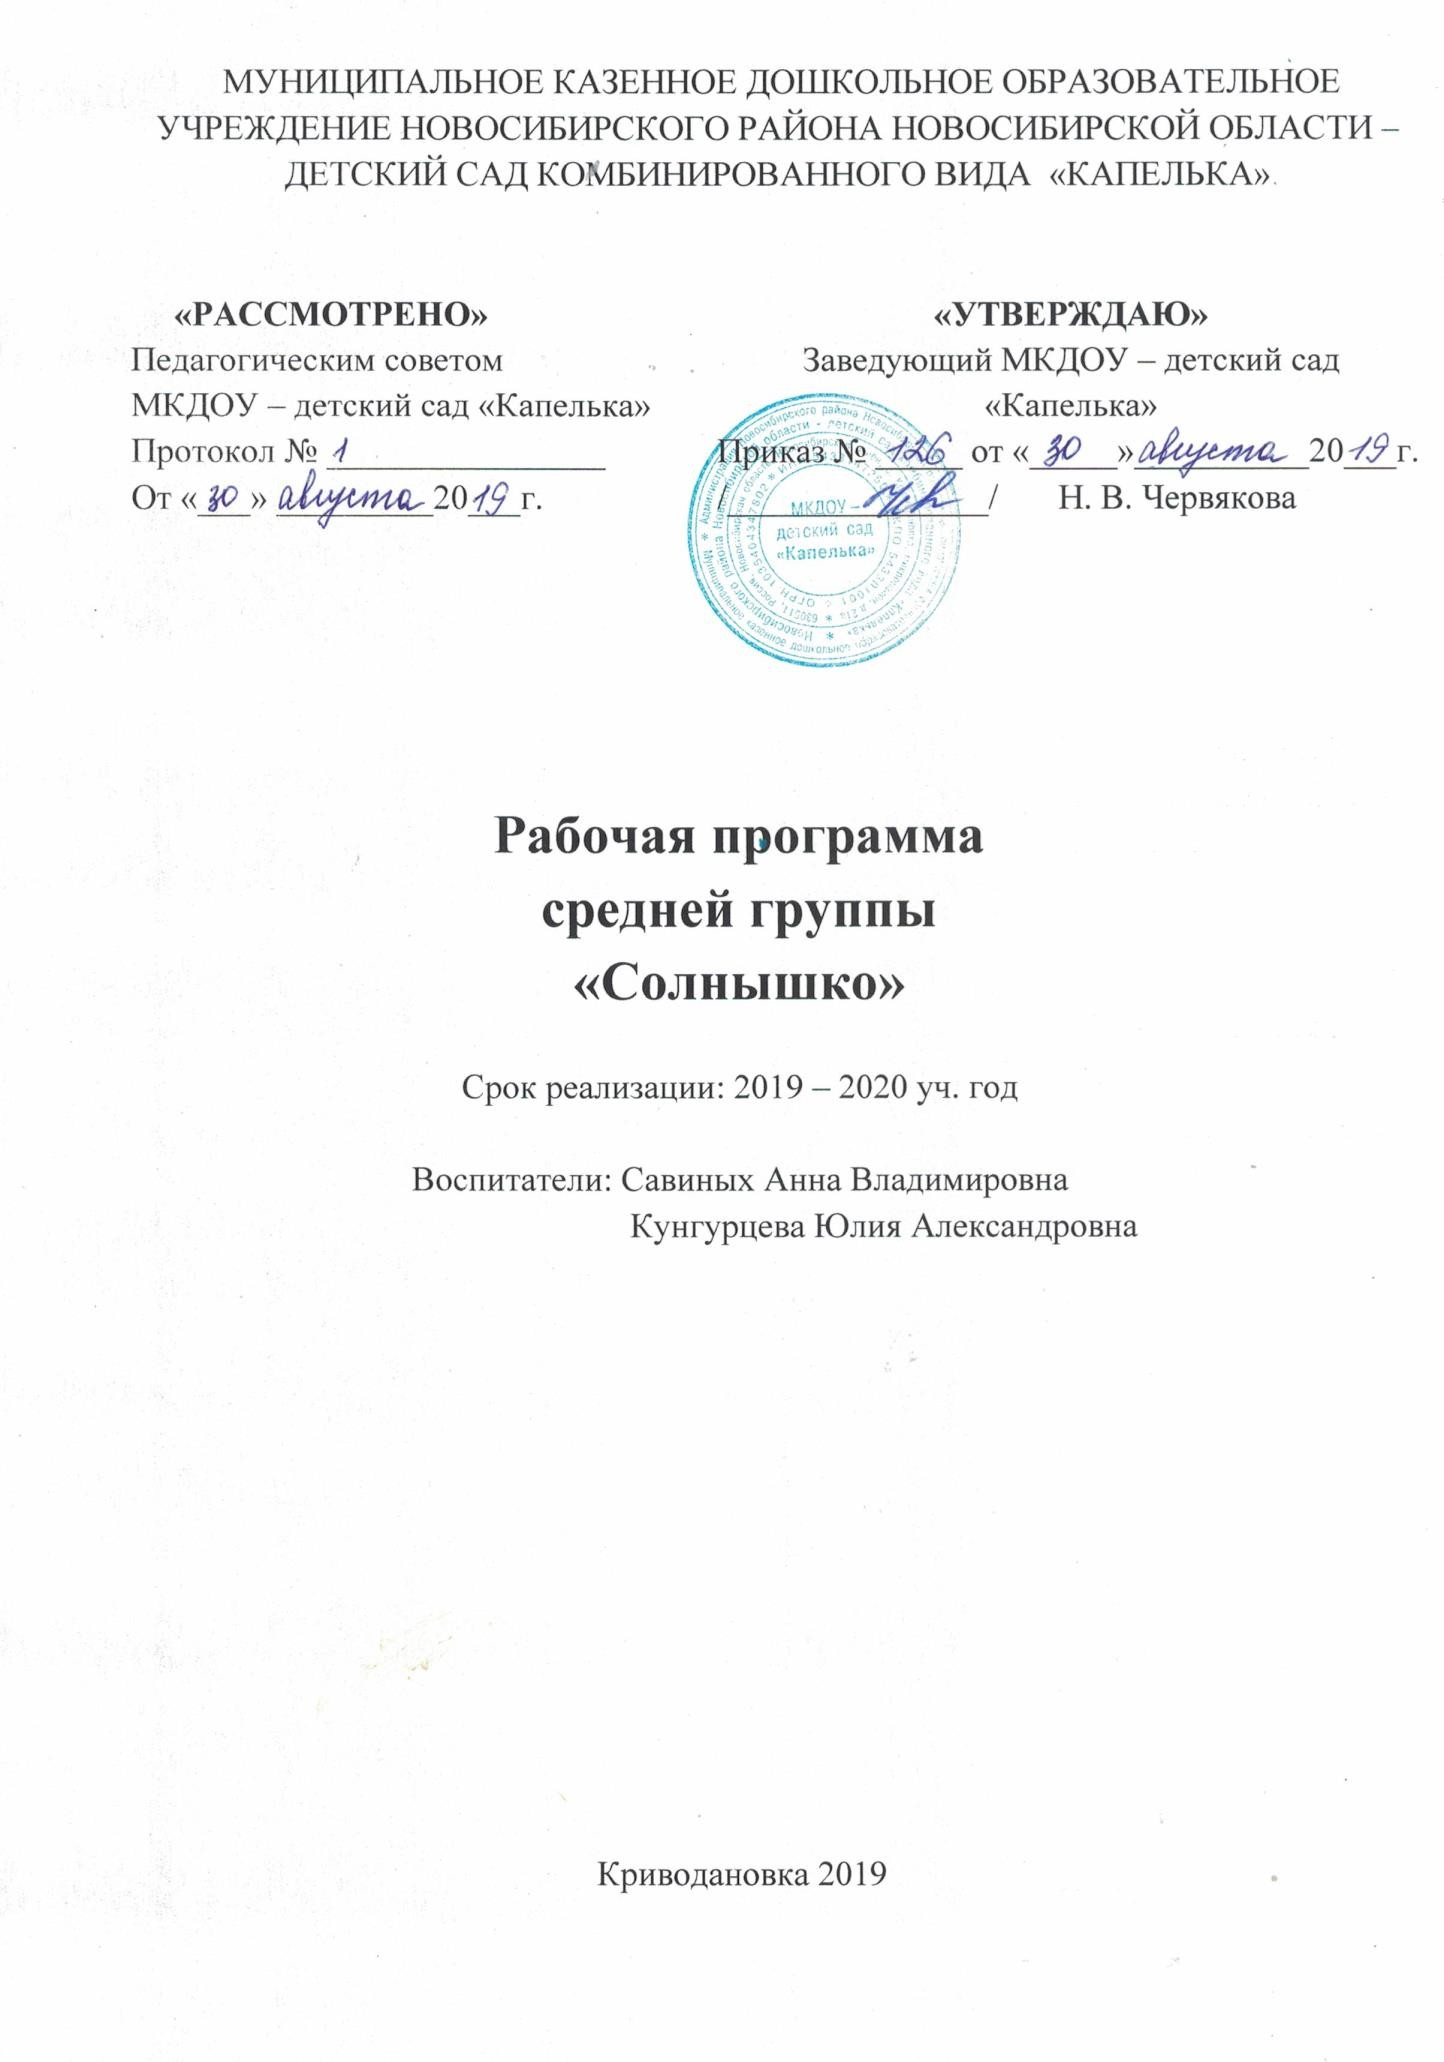 МУНИЦИПАЛЬНОЕ КАЗЕННОЕ ДОШКОЛЬНОЕ ОБРАЗОВАТЕЛЬНОЕ
УЧРЕЖДЕНИЕ НОВОСИБИРСКОГО РАЙОНА НОВОСИБИРСКОЙ ОБЛАСТИ –
ДЕТСКИЙ САД КОМБИНИРОВАННОГО ВИДА «КАПЕЛЬКА».
«РАССМОТРЕНО»
Педагогическим советом
МКДОУ – детский сад «Капелька»
Протокол № 1
От «30» августа 2019 г.
«УТВЕРЖДАЮ»
Заведующий МКДОУ – детский сад
«Капелька»
Приказ № 126 от «30» августа 2019 г.
/ / Н. В. Червякова
МКДОУ –
детский сад
«Капелька»
Рабочая программа
средней группы
«Солнышко»
Срок реализации: 2019 – 2020 уч. год
Воспитатели: Савиных Анна Владимировна
Кунгурцева Юлия Александровна
Криводановка 2019